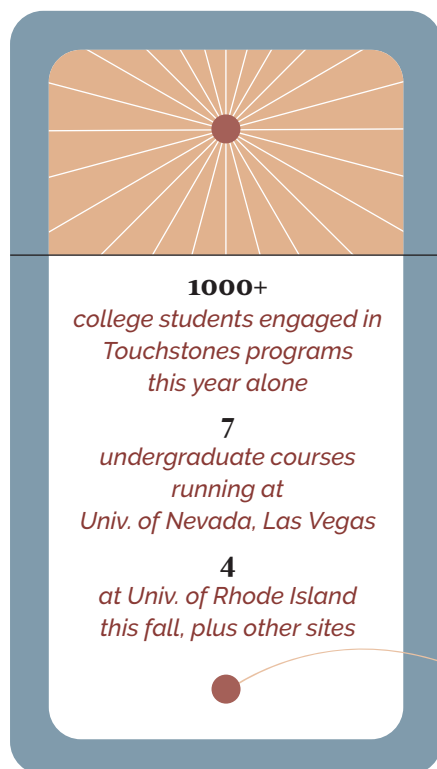 1000+
college students engaged in
Touchstones programs
this year alone
7
undergraduate courses
running at
Univ. of Nevada, Las Vegas
4
at Univ. of Rhode Island
this fall, plus other sites